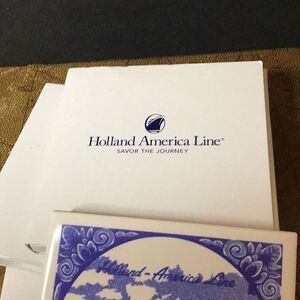 Holland America Line®
SAVOR THE JOURNEY
Holland-America Line